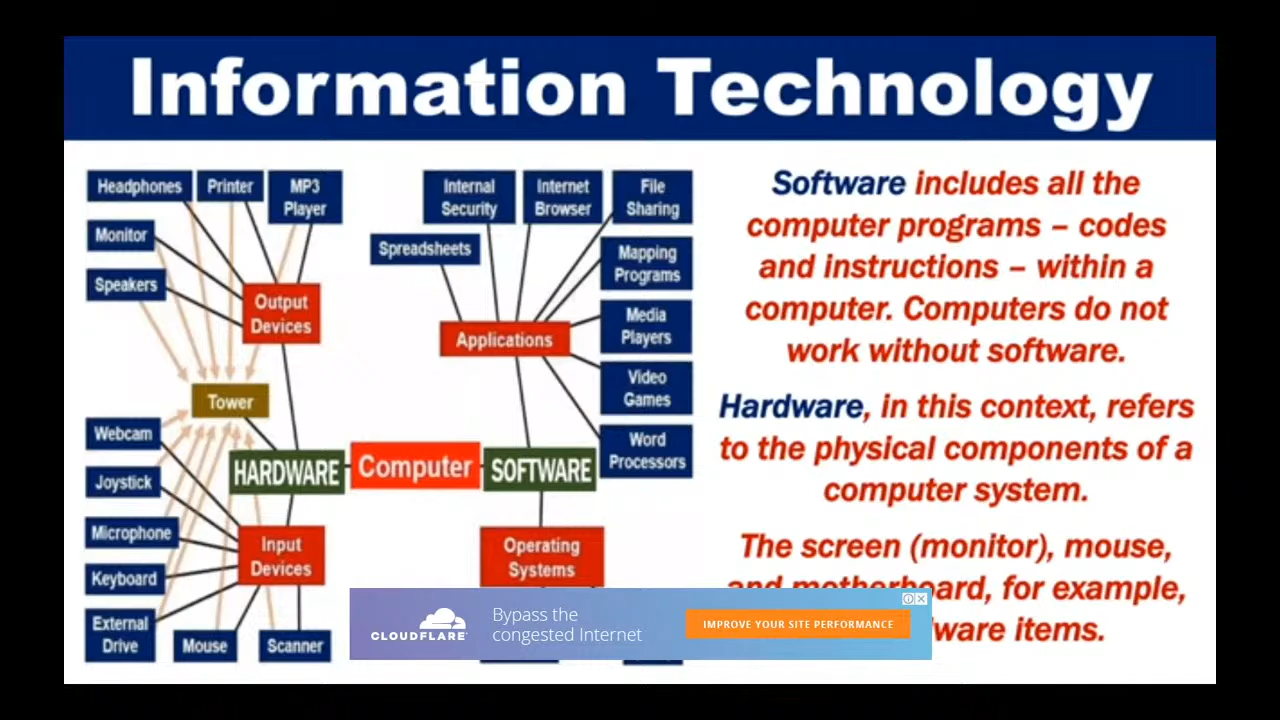 Information Technology
Headphones
Printer
MP3
Player
Monitor
Speakers
Output
Devices
Tower
Webcam
Joystick
Microphone
Keyboard
External
Drive
Mouse
Scanner
Input
Devices
HARDWARE
Computer
SOFTWARE
Internal
Security
Internet
Browser
File
Sharing
Spreadsheets
Mapping
Programs
Applications
Media
Players
Video
Games
Word
Processors
Operating
Systems
Software includes all the
computer programs – codes
and instructions – within a
computer. Computers do not
work without software.
Hardware, in this context, refers
to the physical components of a
computer system.
The screen (monitor), mouse,
and motherboard, for example,
items.
CLOUDFLARE
Bypass the
congested Internet
IMPROVE YOUR SITE PERFORMANCE